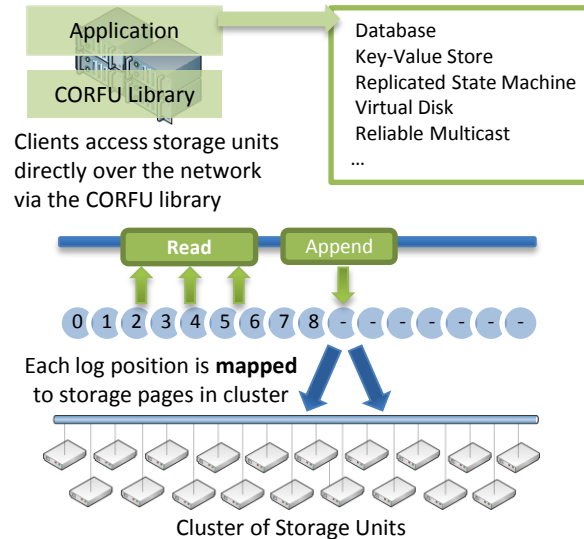 Application
CORFU Library
Database
Key-Value Store
Replicated State Machine
Virtual Disk
Reliable Multicast
...
Clients access storage units
directly over the network
via the CORFU library
Read
Append
0 1 2 3 4 5 6 7 8 - - - - - - -
Each log position is mapped
to storage pages in cluster
Cluster of Storage Units